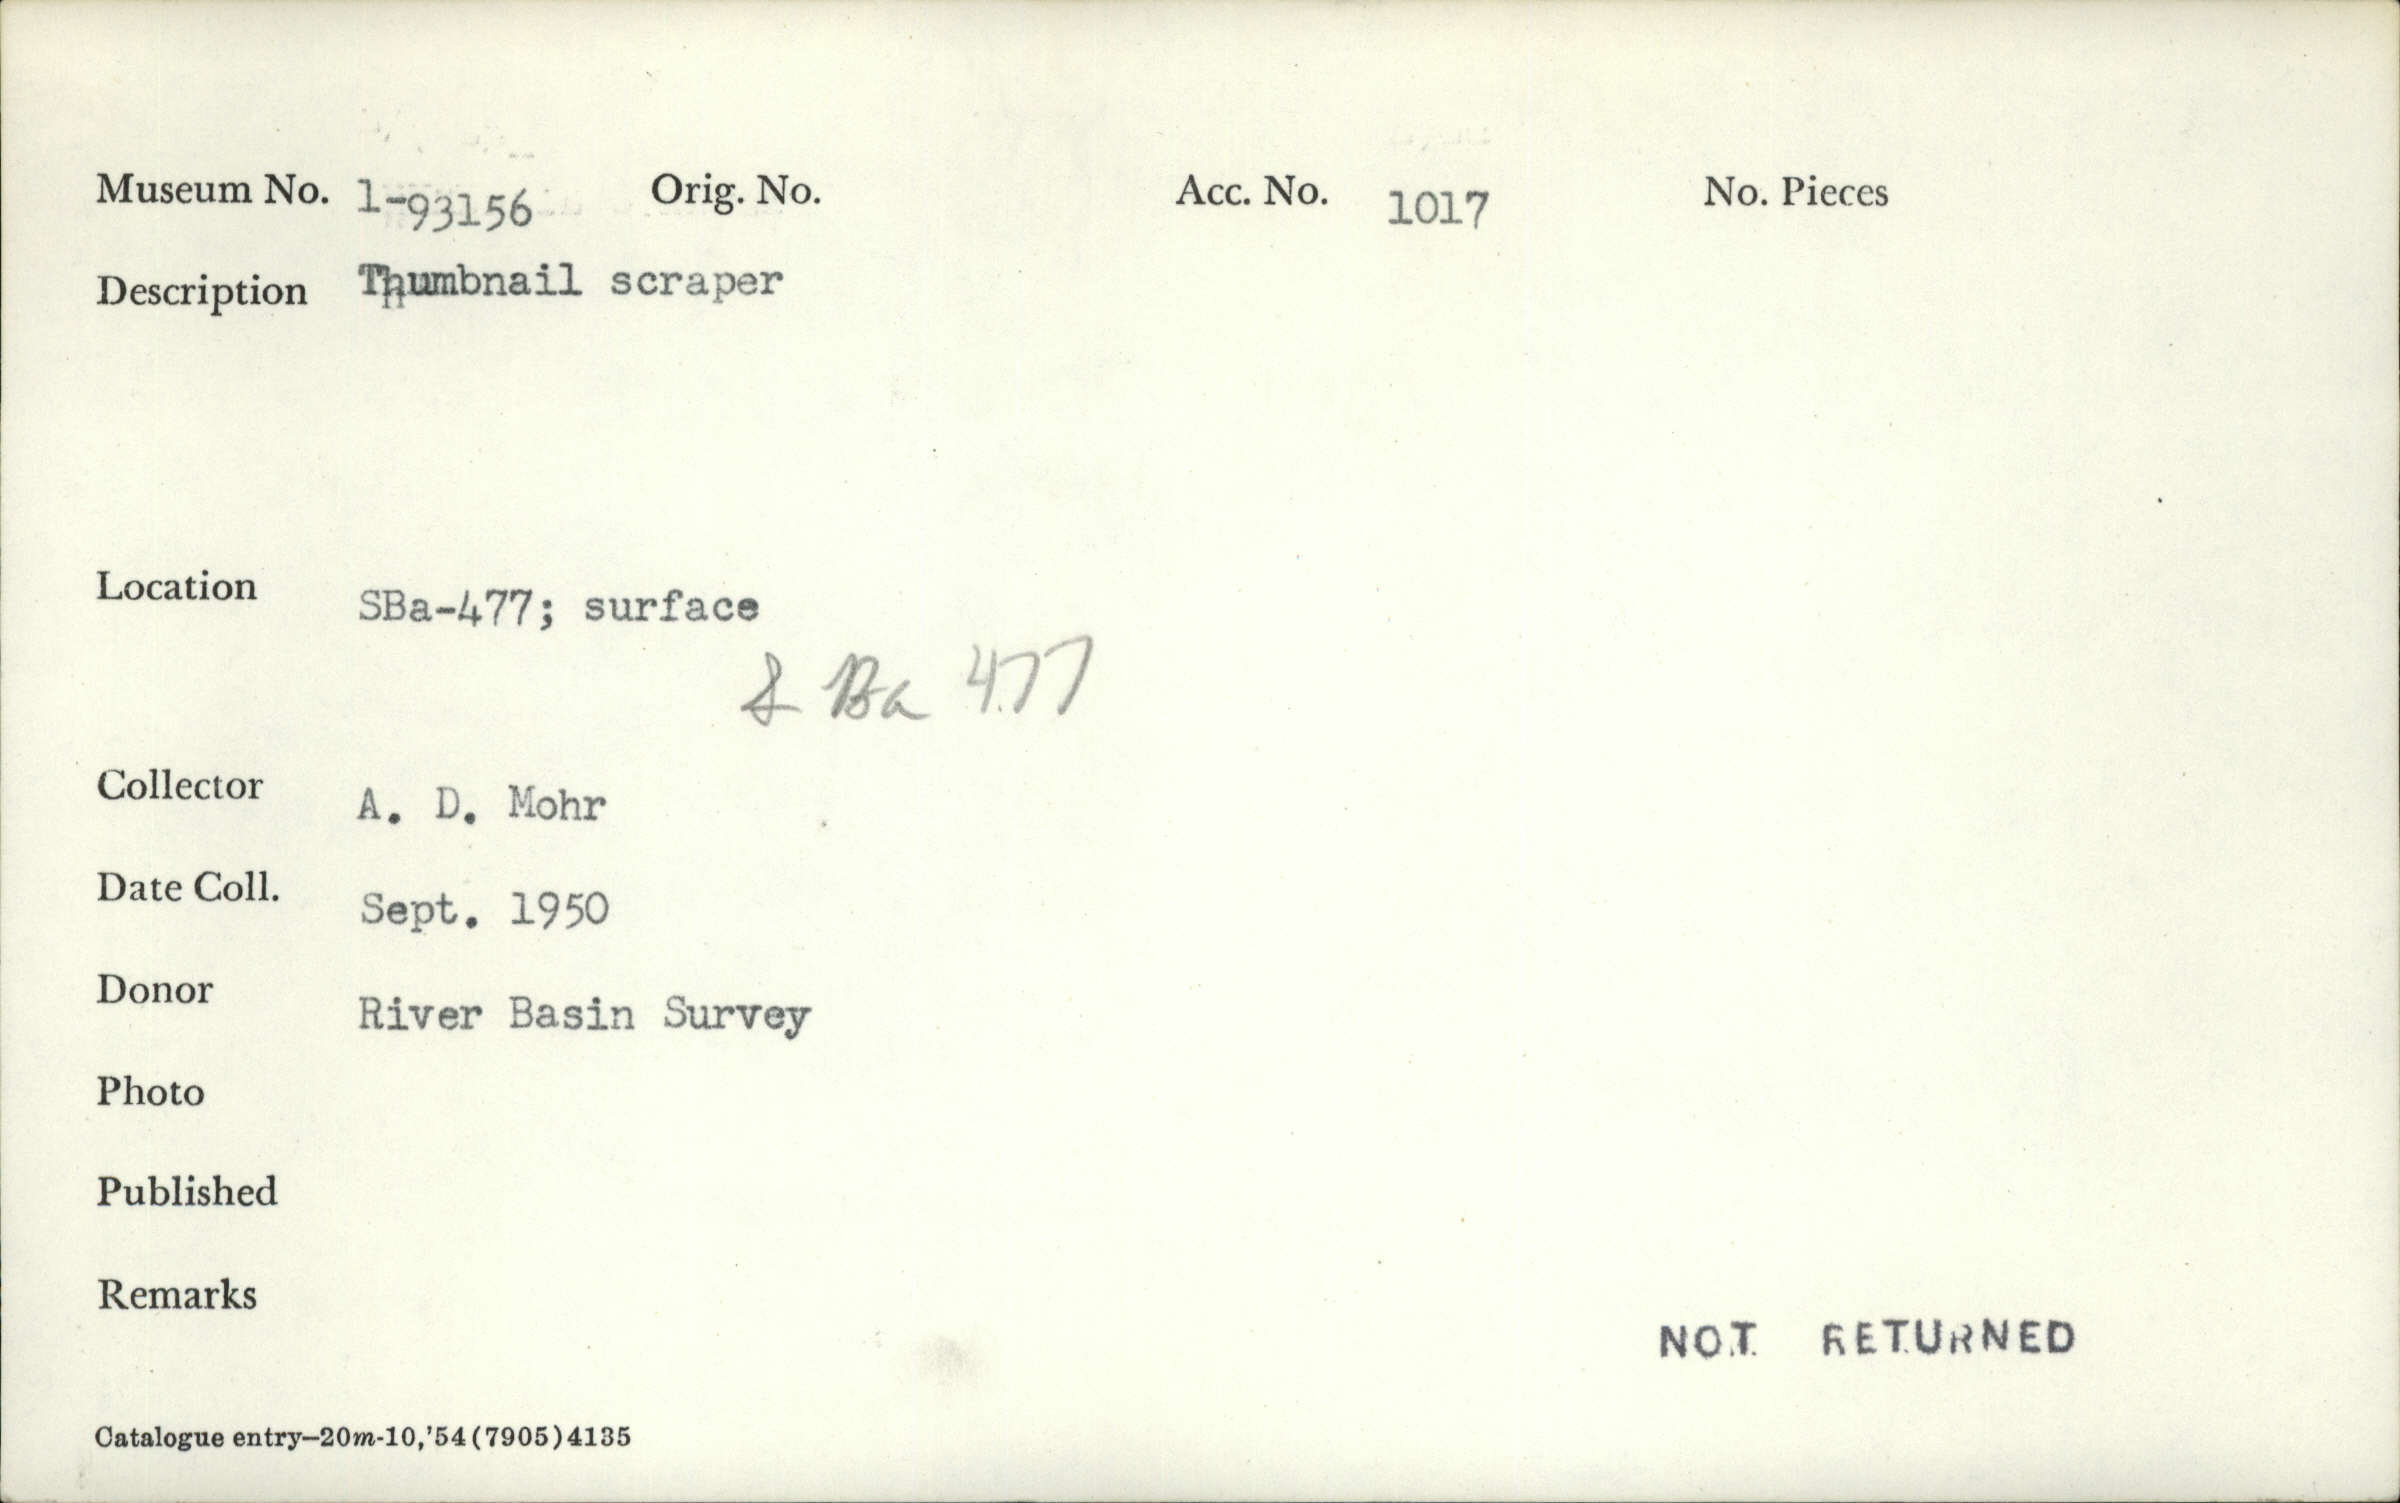 Museum No. 1-93156 Orig. No. Acc. No. 1017 No. Pieces
Description Thumbnail scraper
Location SBa-477; surface
S Ba 477
Collector A. D. Mohr
Date Coll. Sept. 1950
Donor River Basin Survey
Photo
Published
Remarks
NOT RETURNED
Catalogue entry—20m-10,'54(7905)4135